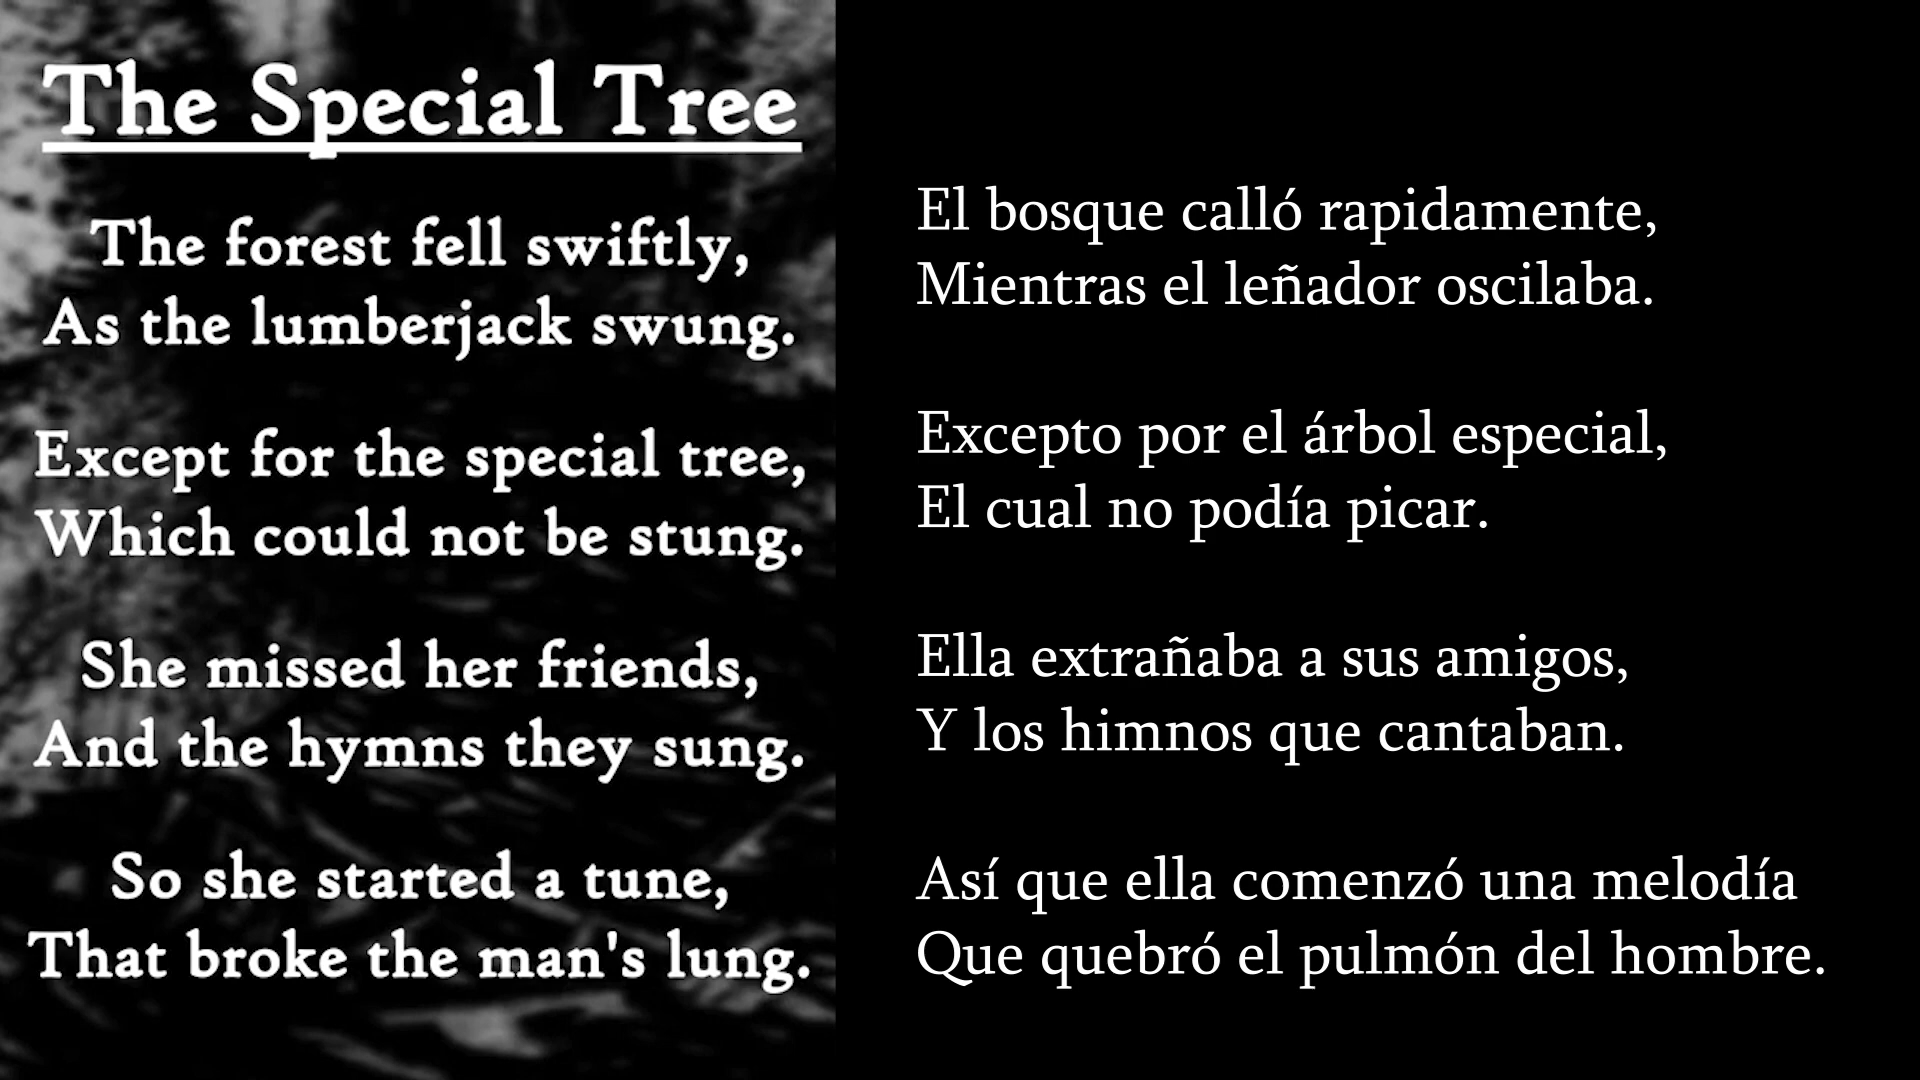 The Special Tree
The forest fell swiftly,
As the lumberjack swung.
Except for the special tree,
Which could not be stung.
She missed her friends,
And the hymns they sung.
So she started a tune,
That broke the man's lung.
El bosque calló rapidamente,
Mientras el leñador oscilaba.
Excepto por el árbol especial,
El cual no podía picar.
Ella extrañaba a sus amigos,
Y los himnos que cantaban.
Así que ella comenzó una melodía
Que quebró el pulmón del hombre.